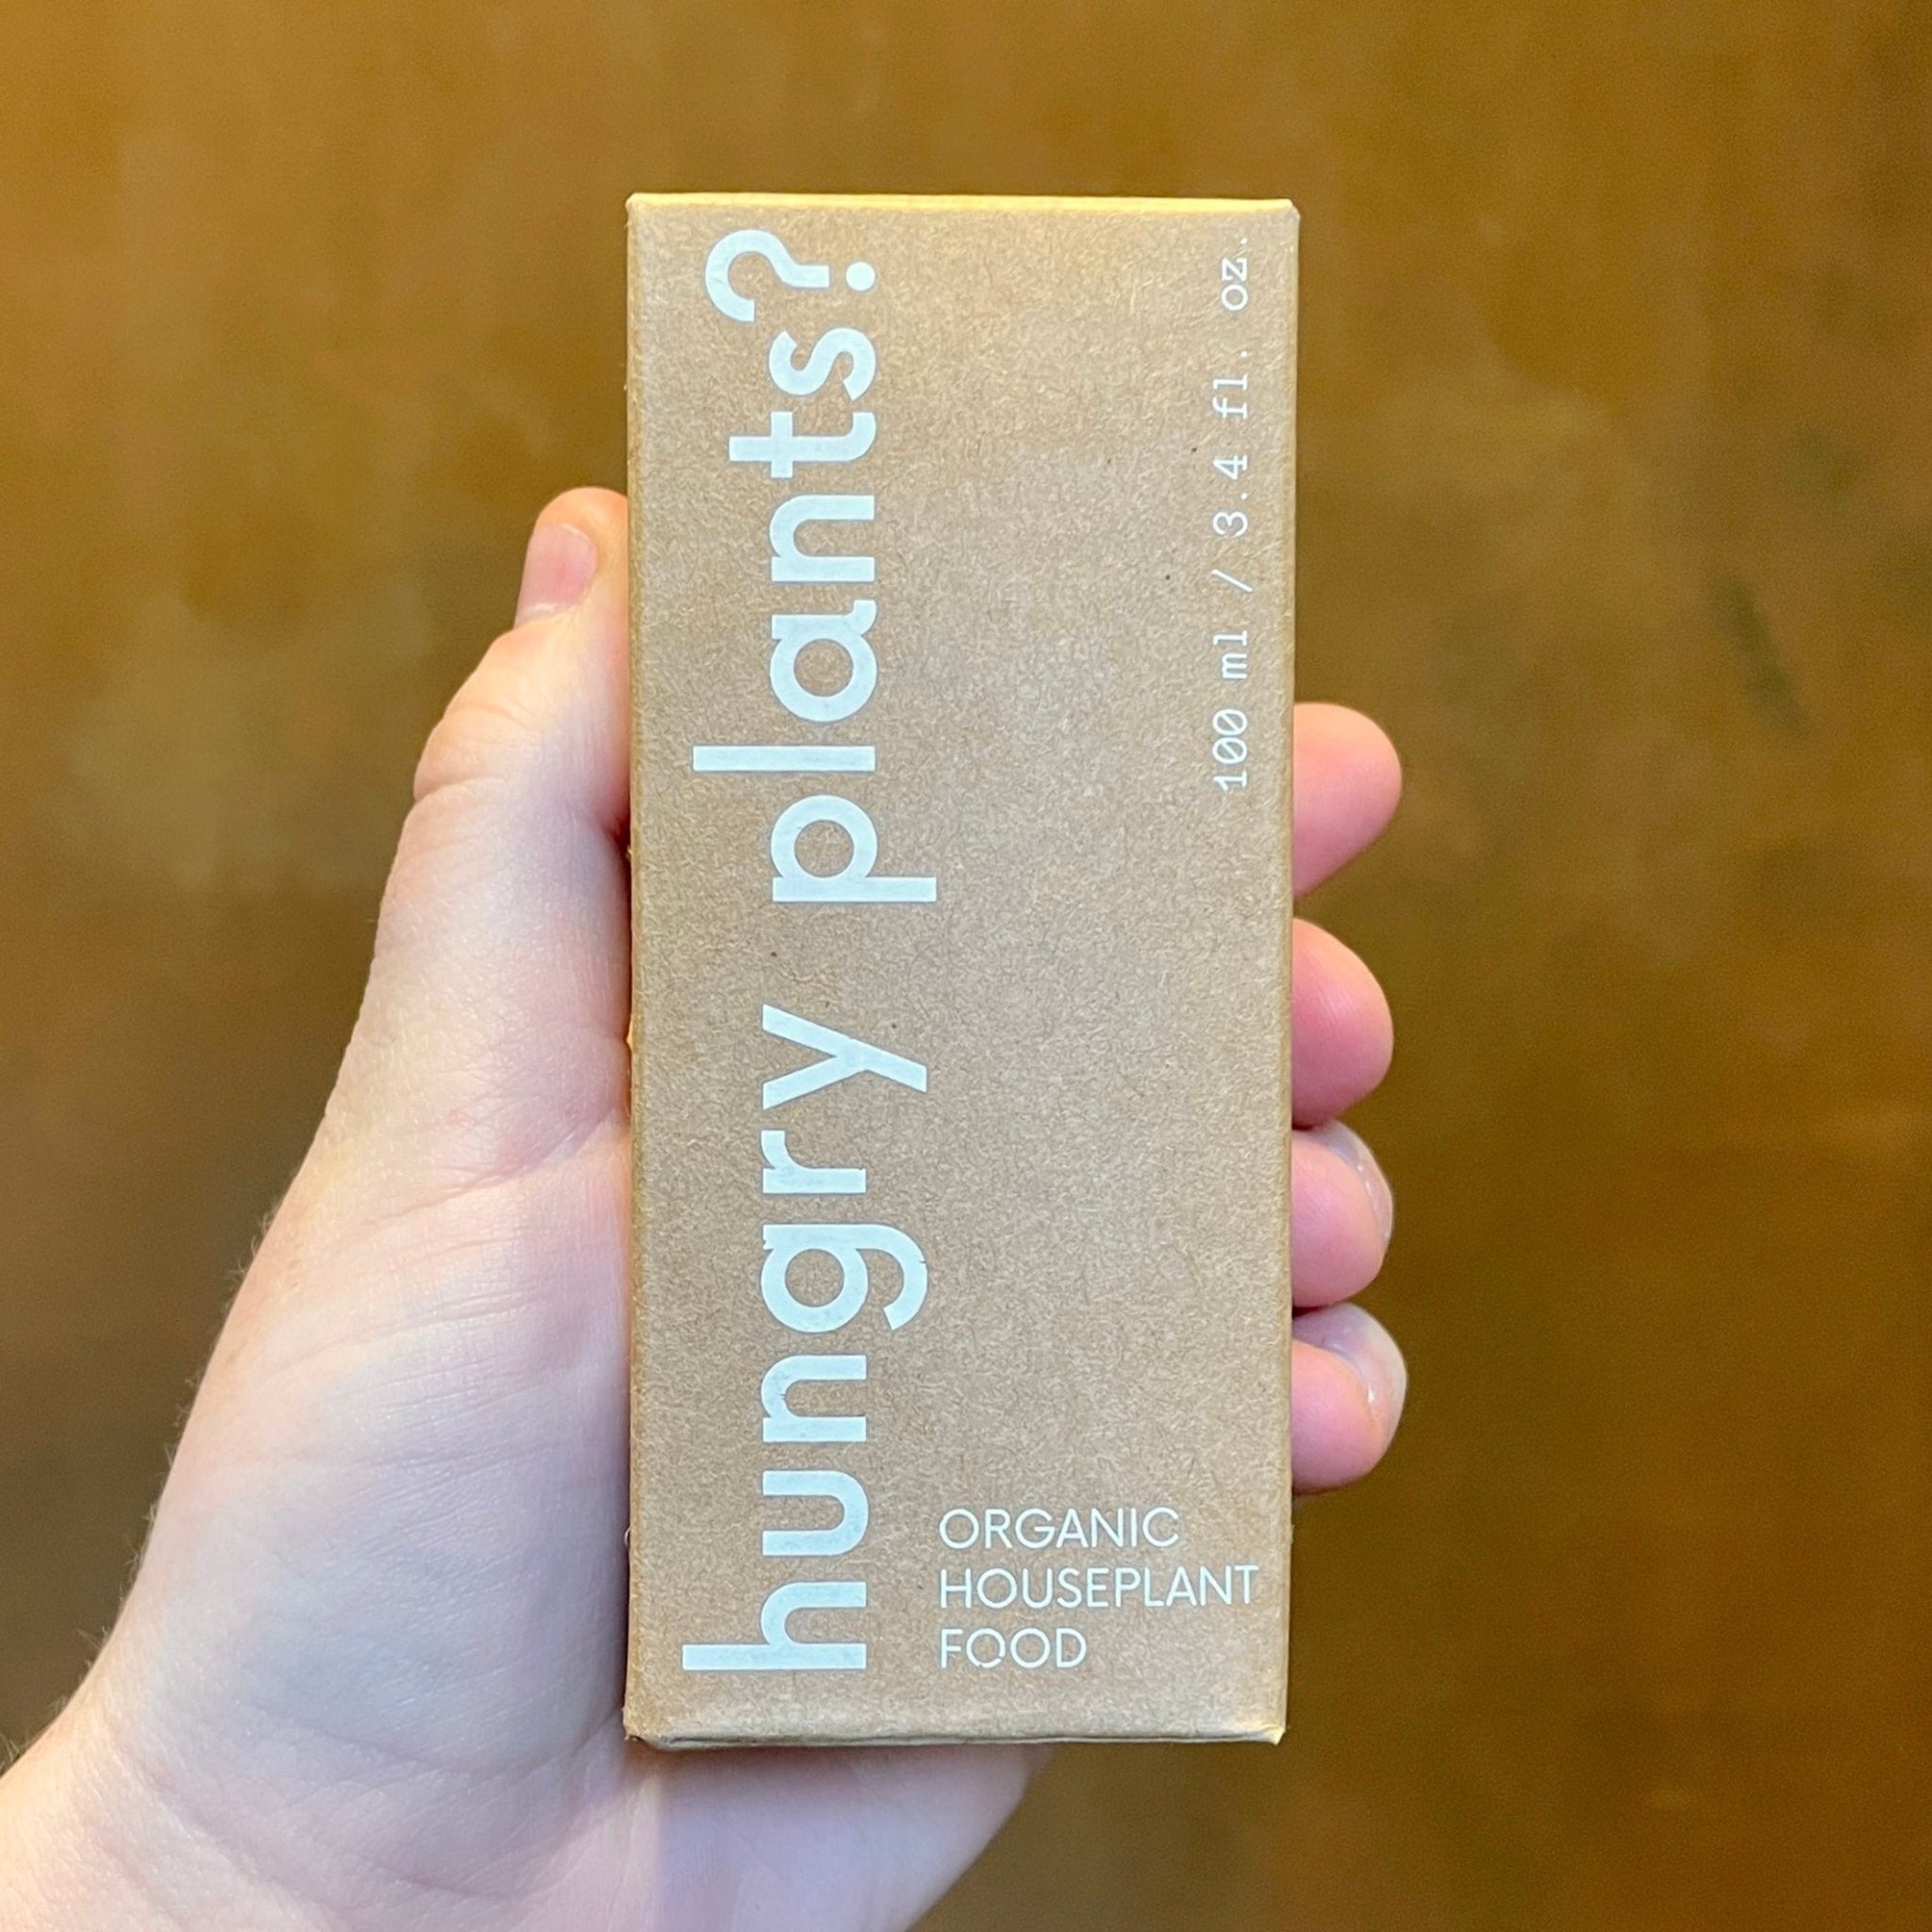 hungry plants?
100 ml / 3.4 fl. oz.
ORGANIC
HOUSEPLANT
FOOD